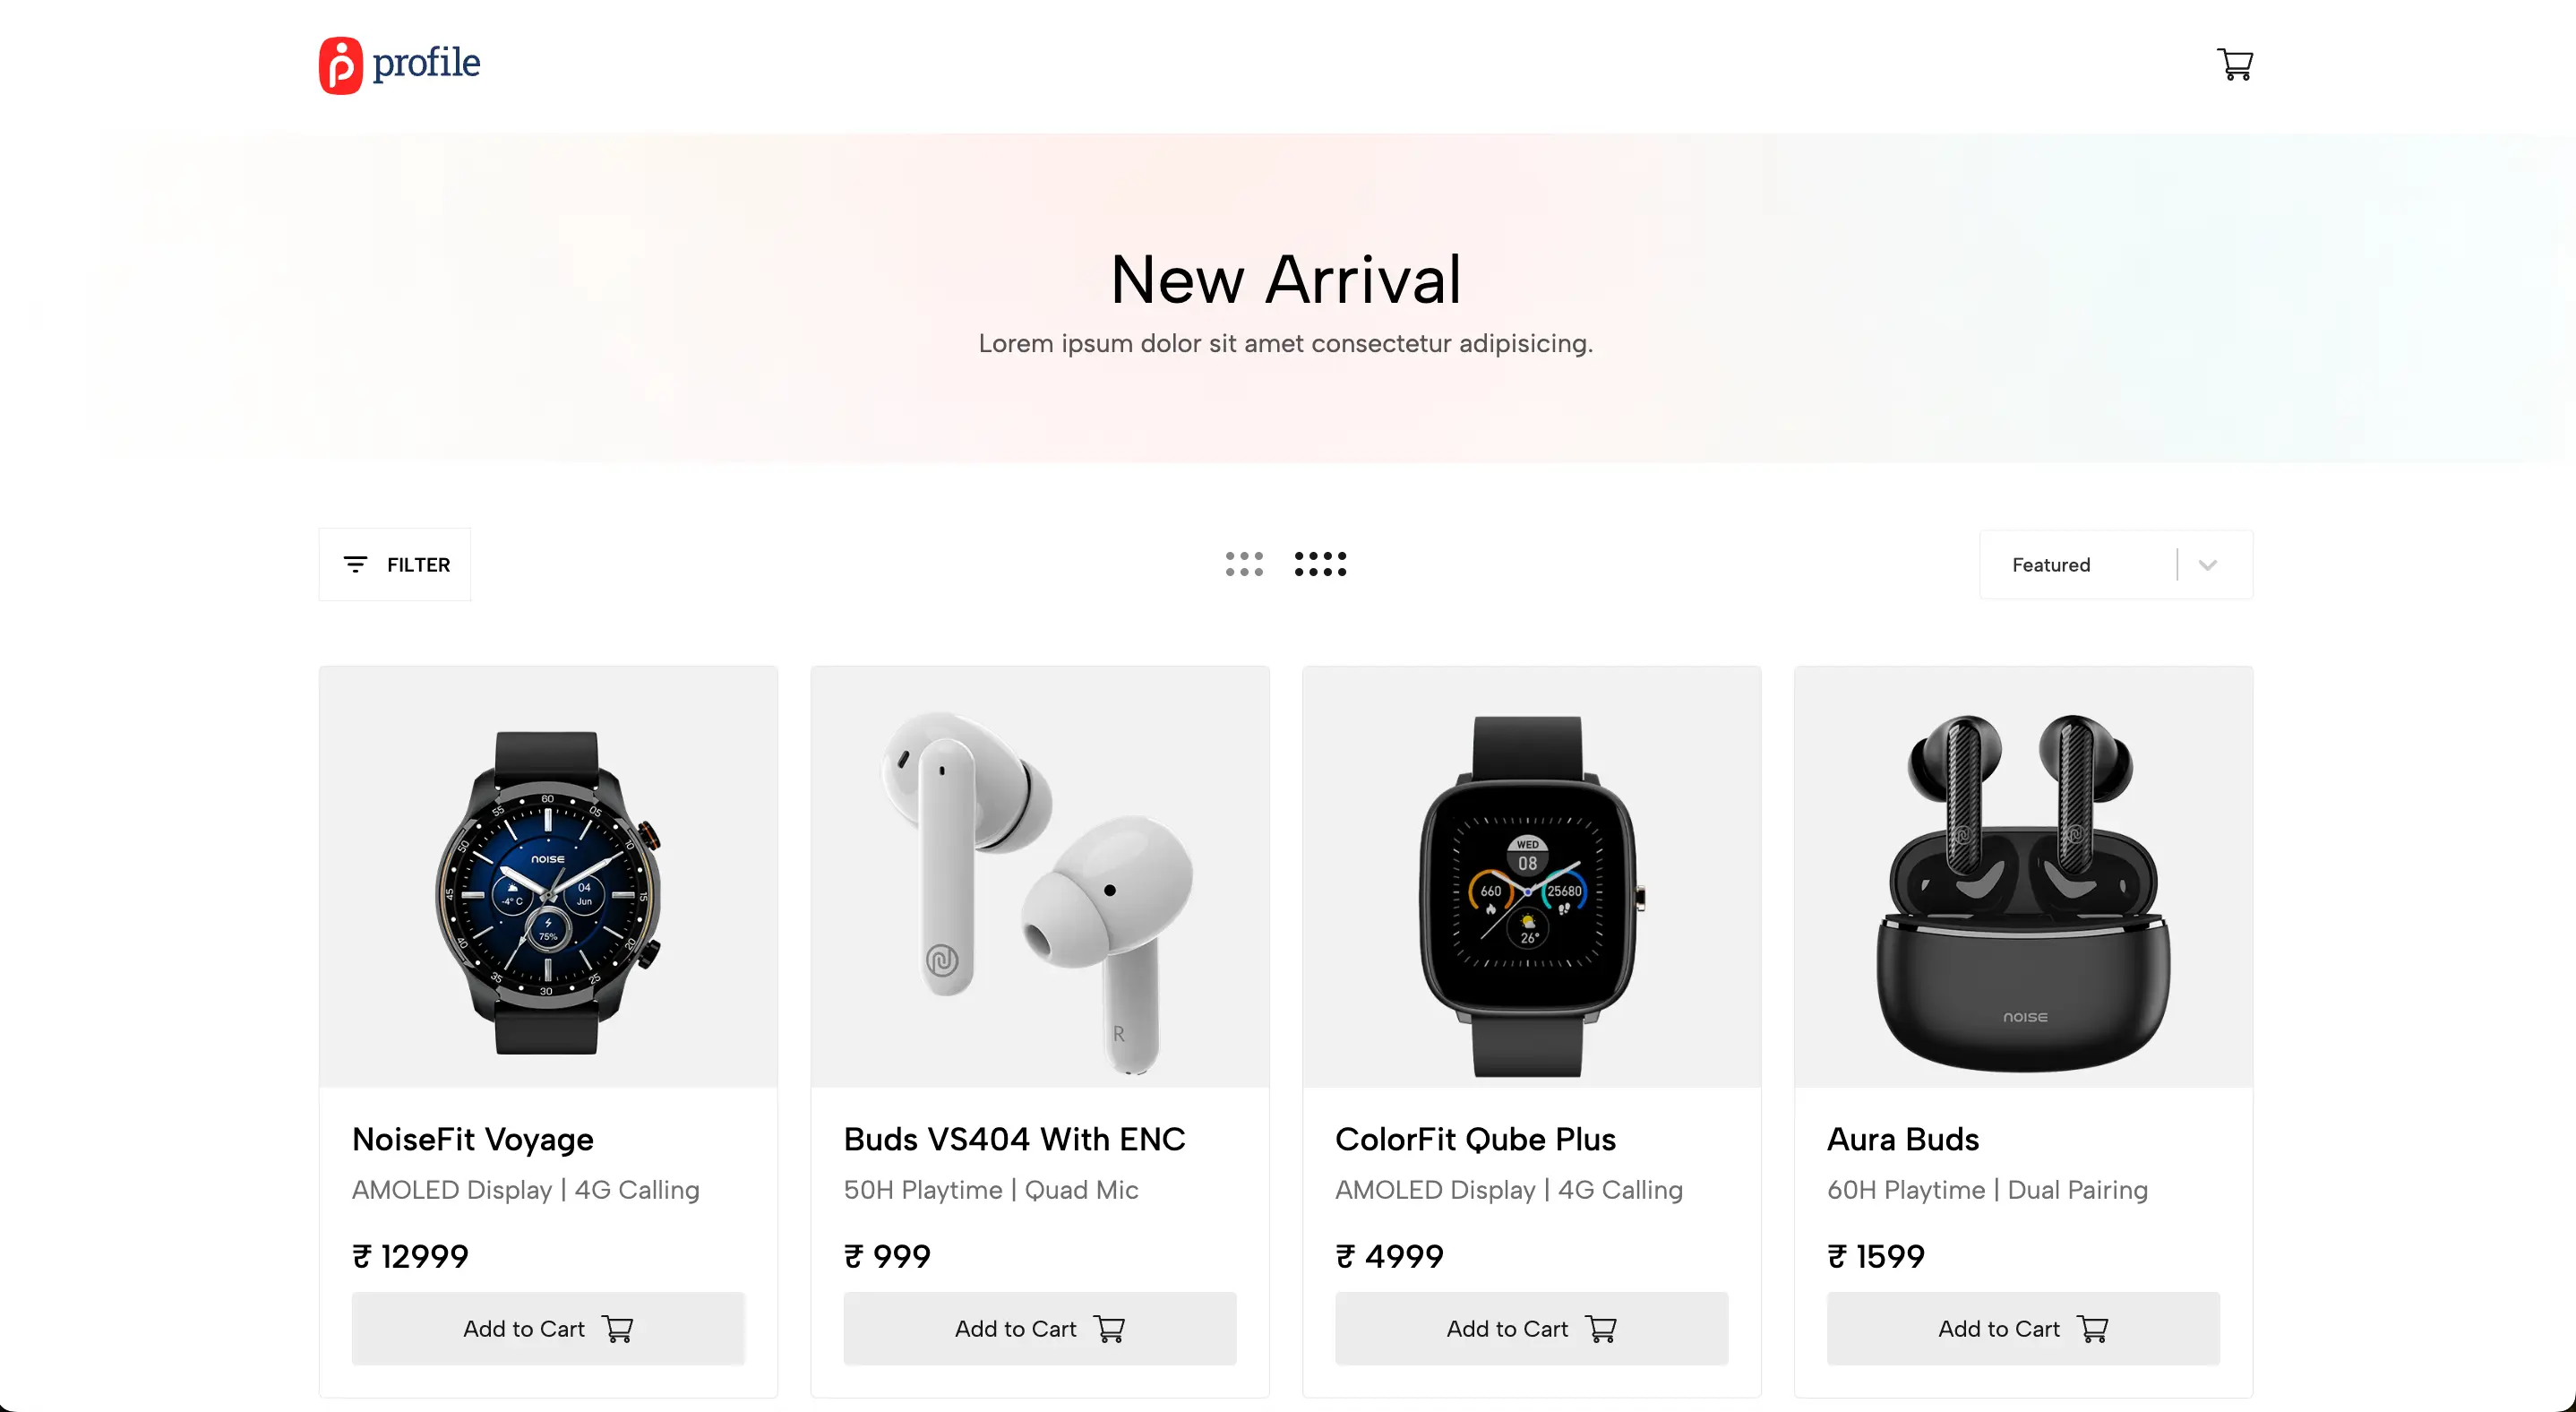 profile
New Arrival
Lorem ipsum dolor sit amet consectetur adipisicing.
FILTER
Featured
60
55
05
50
10
NOISE
45
-4° C
04
Jun
15
75%
40
20
35
25
30
R
WED
08
660
25680
26°
NOISE
NoiseFit Voyage
AMOLED Display | 4G Calling
₹ 12999
Add to Cart
Buds VS404 With ENC
50H Playtime | Quad Mic
₹ 999
Add to Cart
ColorFit Qube Plus
AMOLED Display | 4G Calling
₹ 4999
Add to Cart
Aura Buds
60H Playtime | Dual Pairing
₹ 1599
Add to Cart